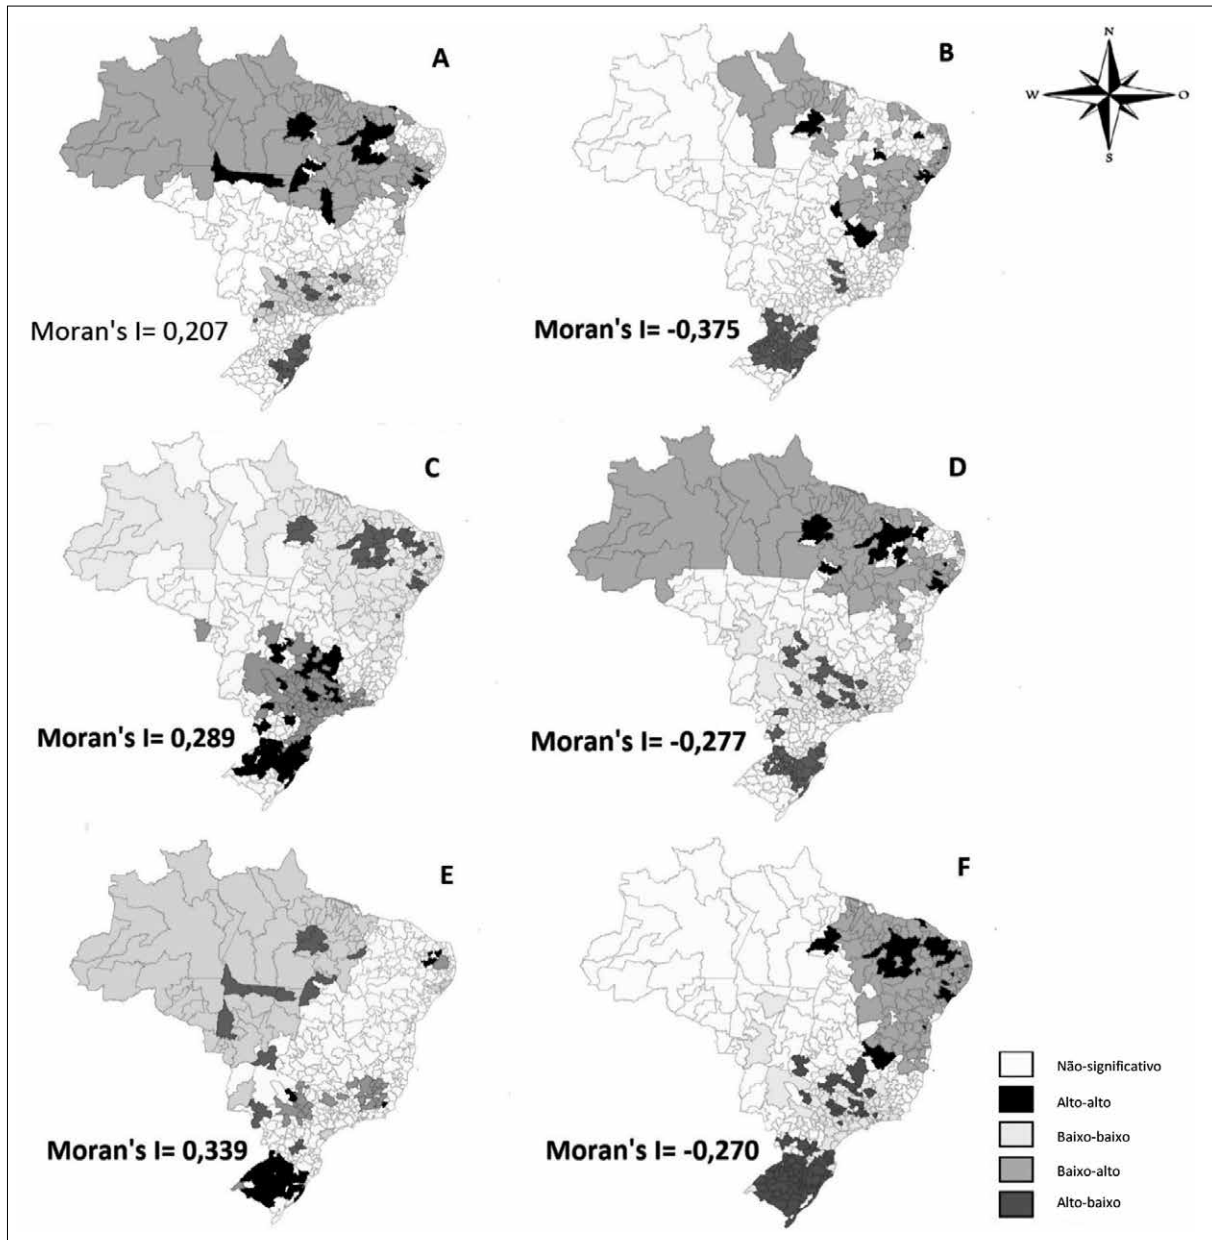 A
B
N
W
O
S
Moran's I= 0,207
Moran's I= -0,375
C
D
Moran's I= 0,289
Moran's I= -0,277
E
F
Moran's I= 0,339
Moran's I= -0,270
Não-significativo
Alto-alto
Baixo-baixo
Baixo-alto
Alto-baixo